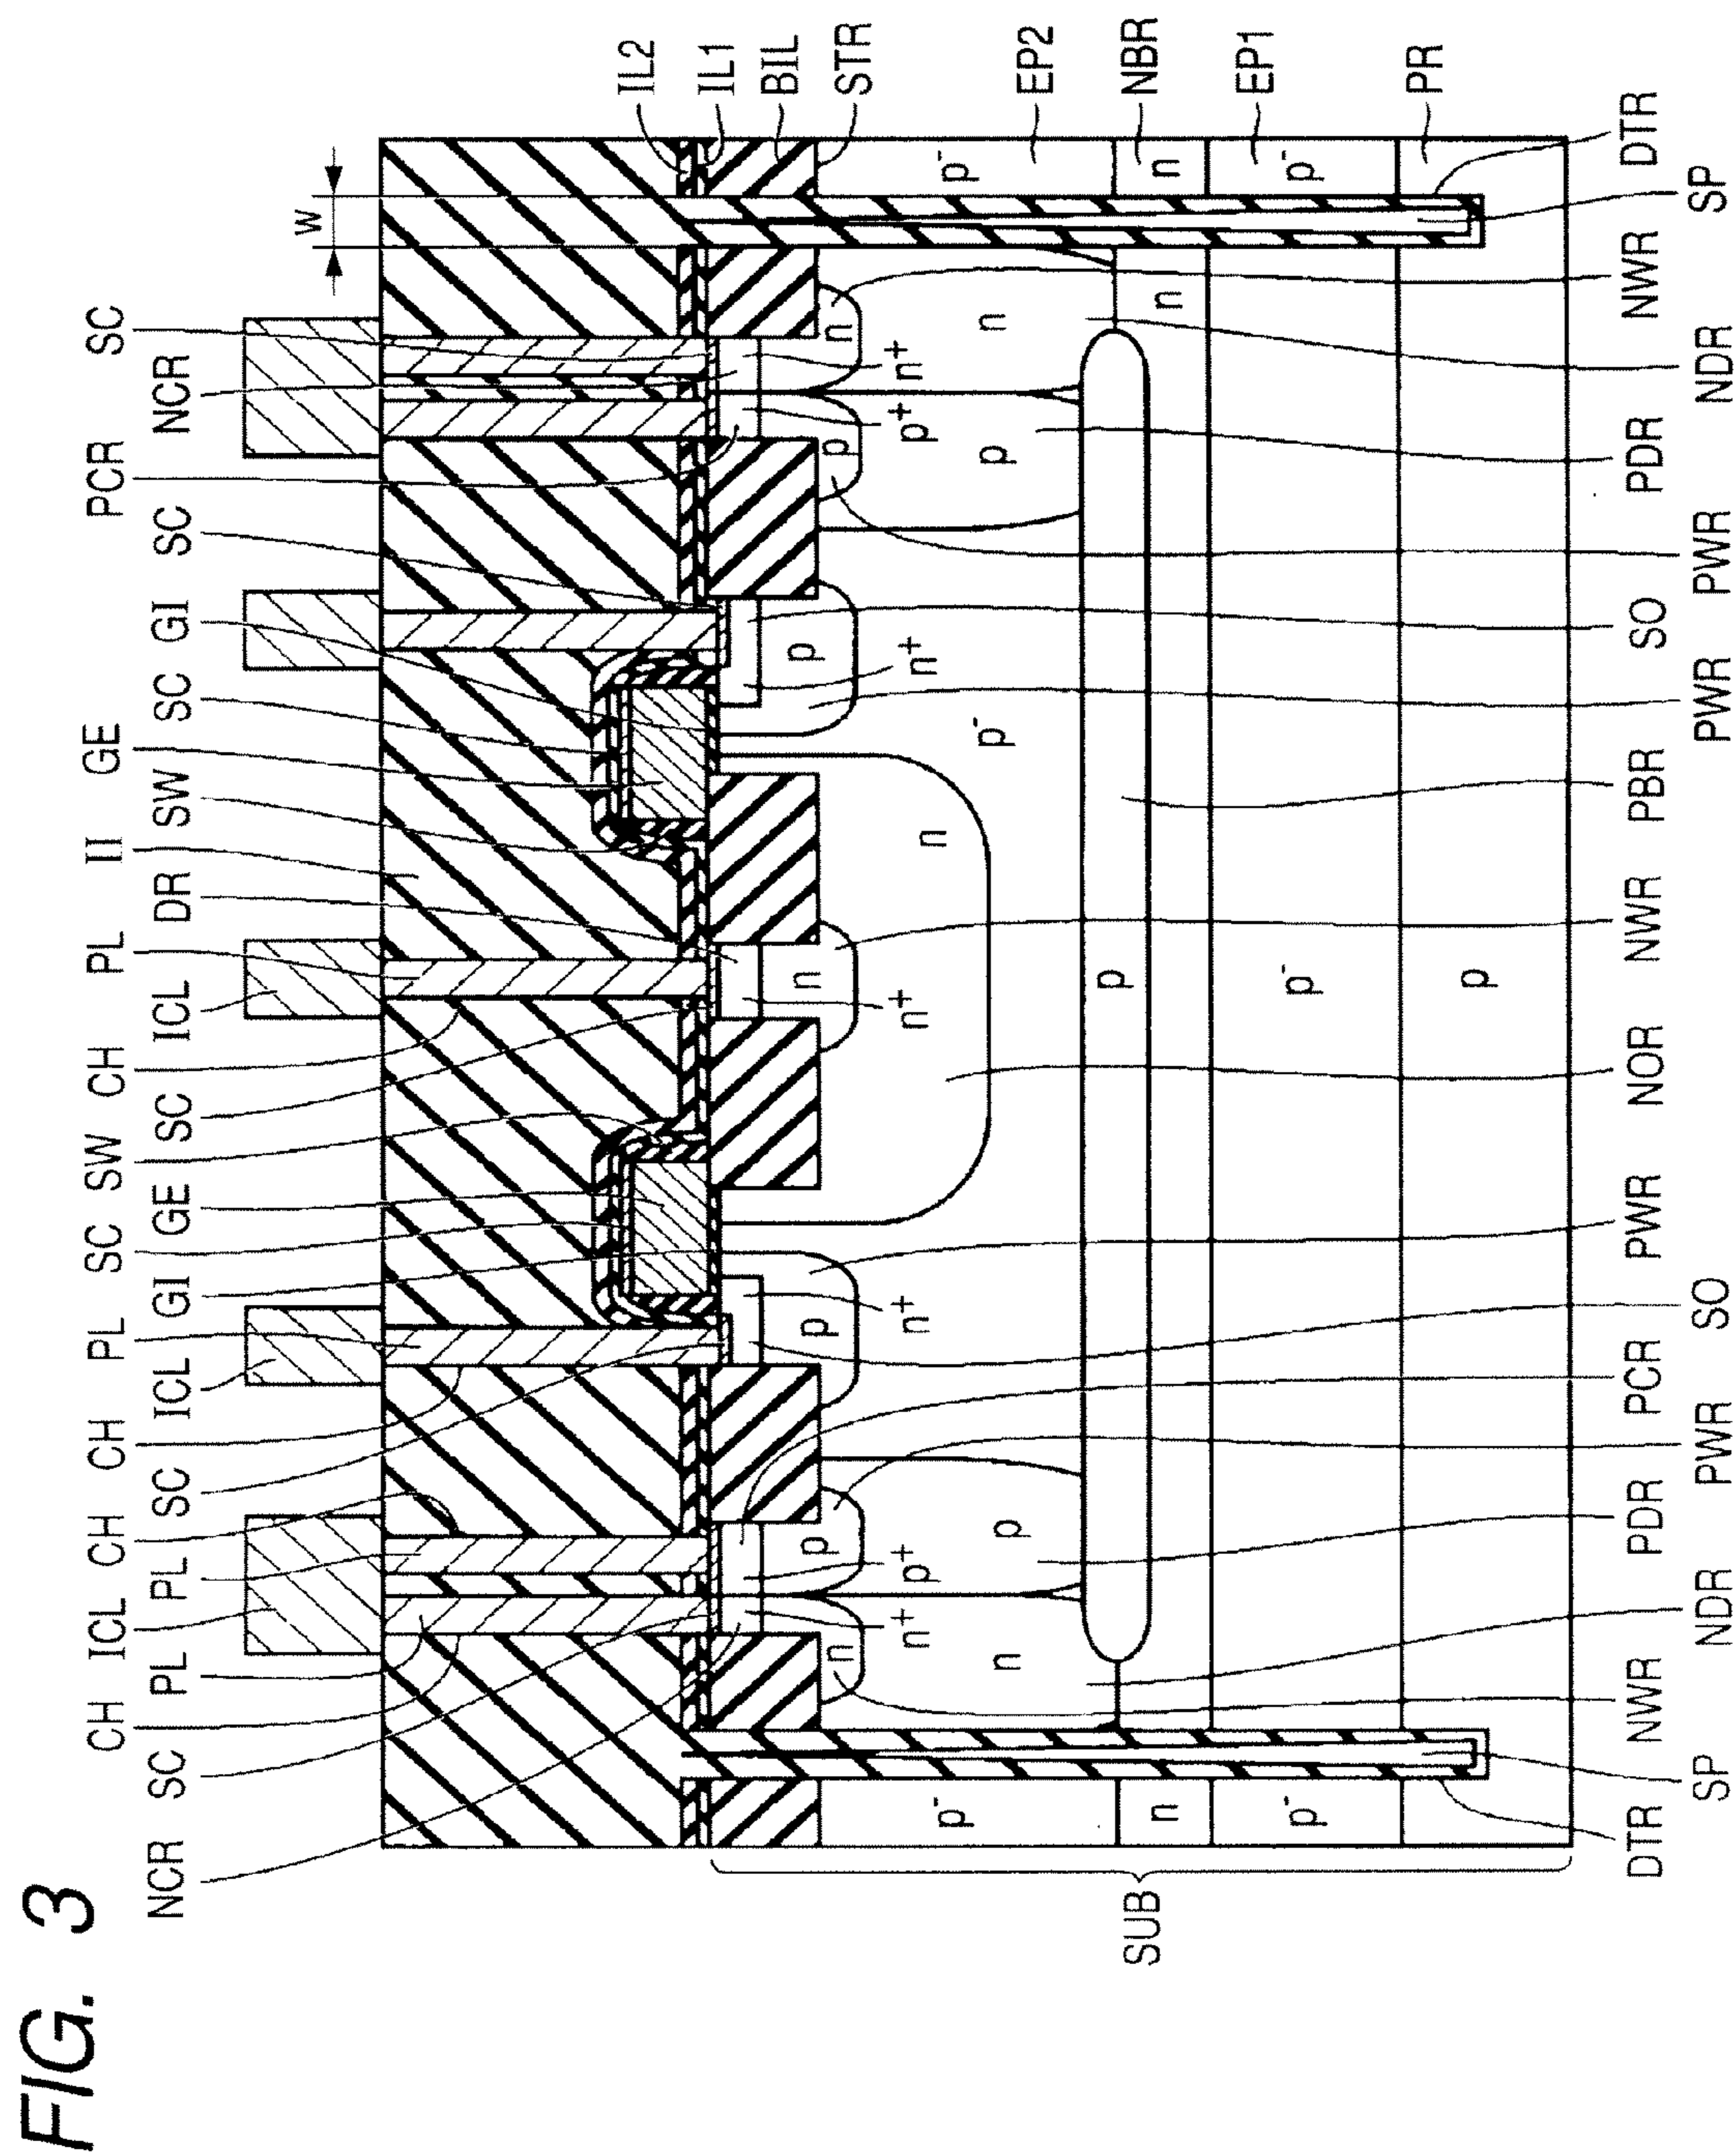 FIG. 3
NCR
SC
CH
PL
ICL
PL
CH
SC
CH
ICL
PL
GI
SC
GE
SW
SC
CH
ICL
PL
DR
II
SW
GE
SC
GI
SC
PCR
NCR
SC
w
IL2
IL1
BIL
STR
EP2
NBR
EP1
PR
n
p
p
n
p
n
n
n+
p+
n+
n+
n+
p+
n+
n
p
n
p-
p
n
p-
n
p-
p
n
p-
p-
n
p-
p
SUB
DTR
SP
NWR
NDR
PDR
PWR
PCR
SO
PWR
NOR
NWR
PBR
PWR
SO
PWR
PDR
NDR
NWR
SP
DTR